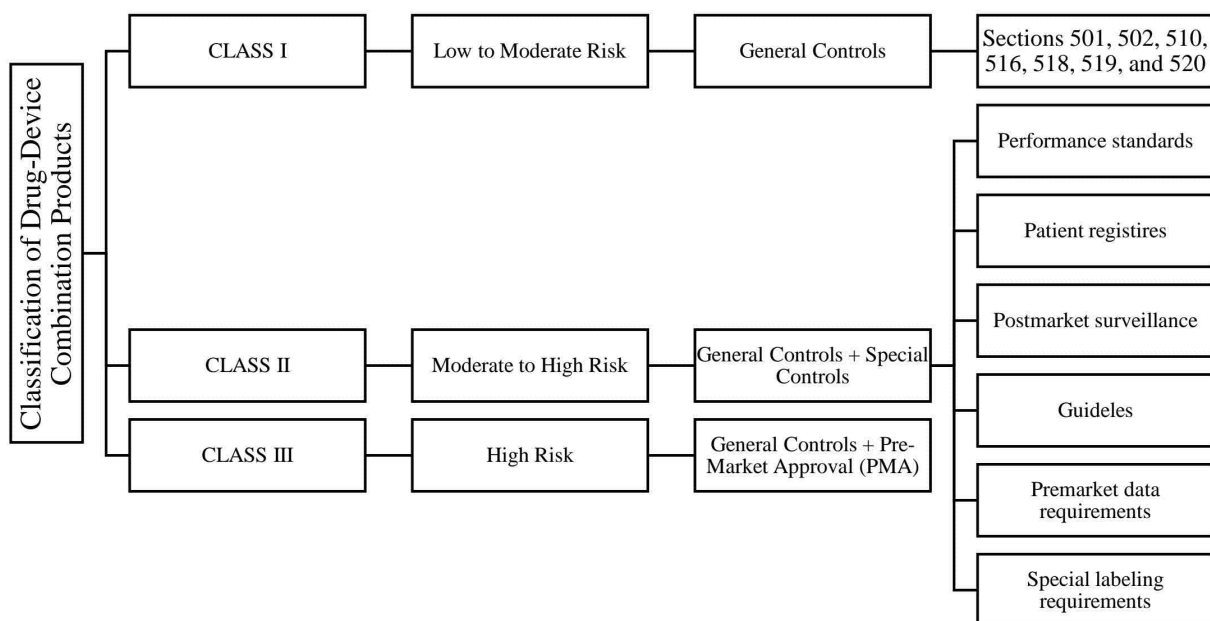 Classification of Drug-Device
Combination Products
CLASS I
Low to Moderate Risk
General Controls
Sections 501, 502, 510,
516, 518, 519, and 520
CLASS II
Moderate to High Risk
General Controls + Special
Controls
Performance standards
Patient registires
Postmarket surveillance
Guideles
Premarket data
requirements
Special labeling
requirements
CLASS III
High Risk
General Controls + Pre-
Market Approval (PMA)